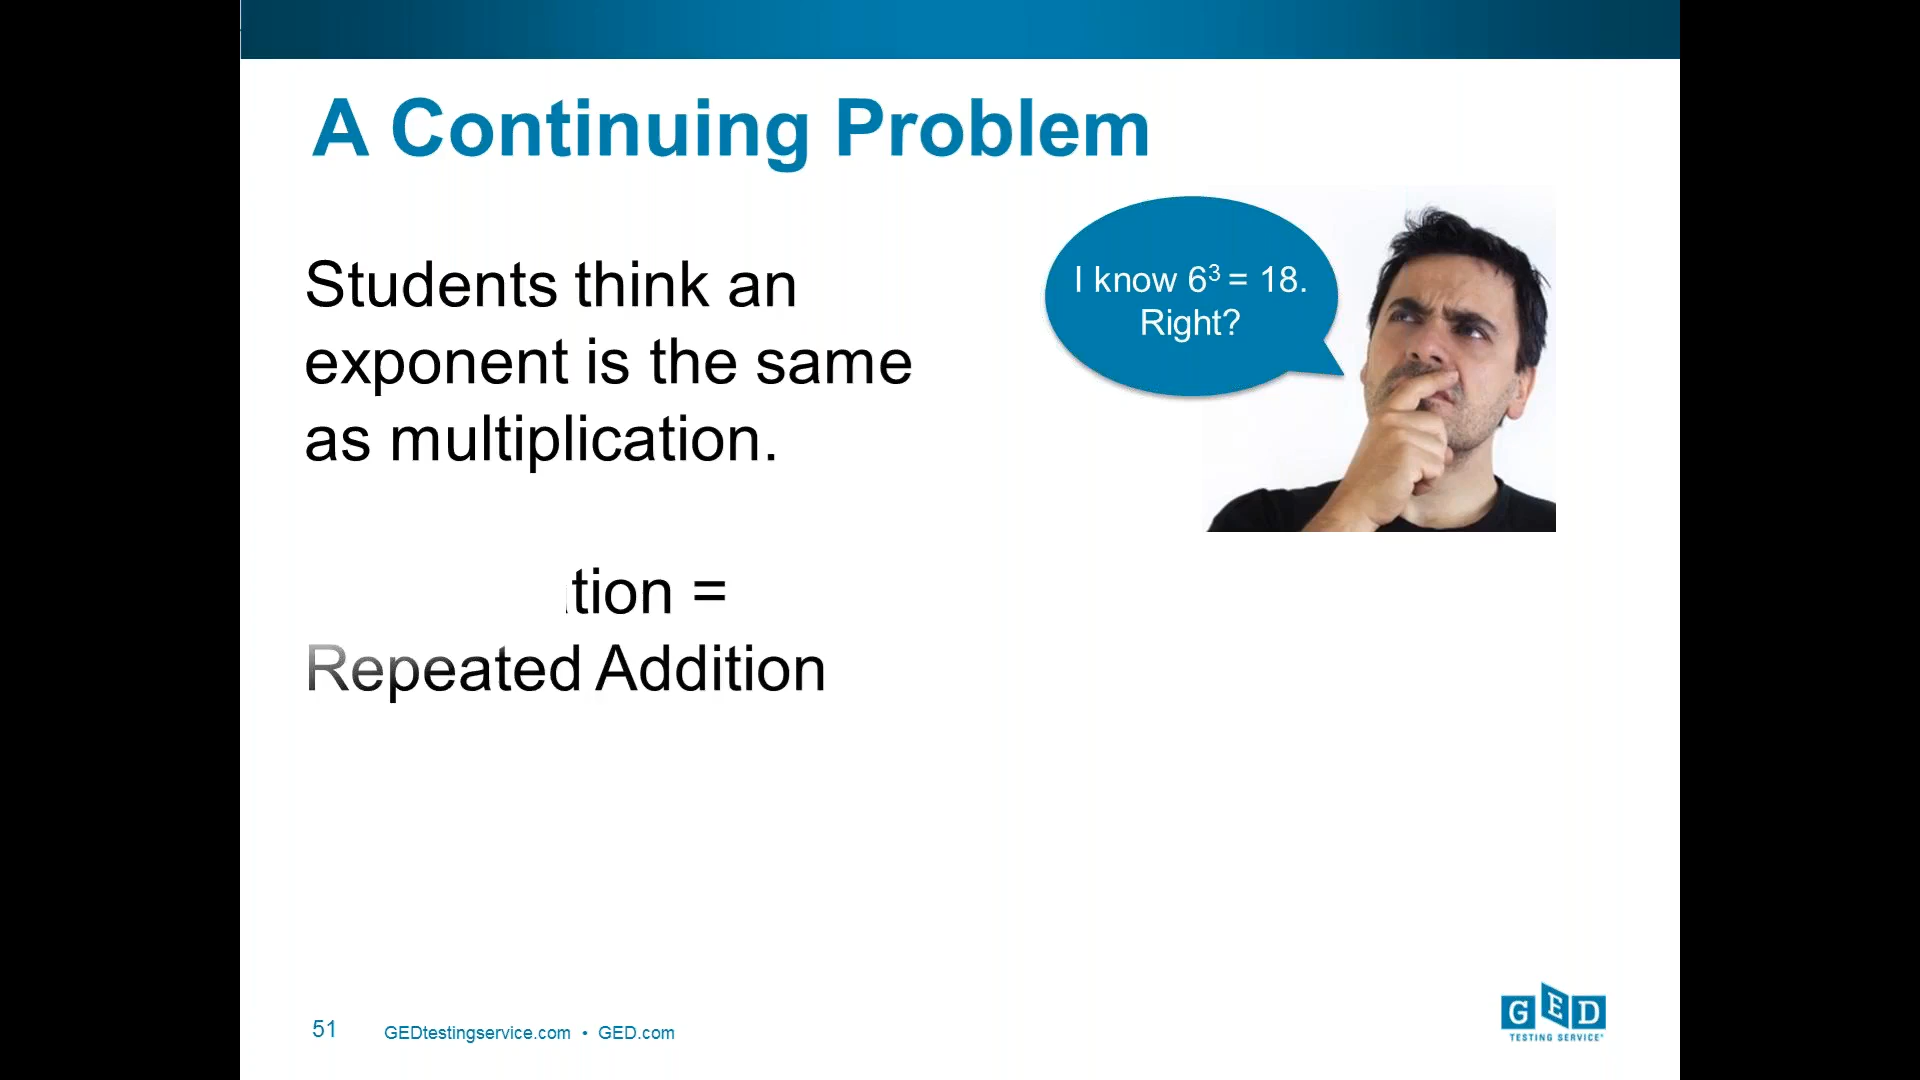 A Continuing Problem
Students think an
exponent is the same
as multiplication.
I know 6³ = 18.
Right?
tion =
Repeated Addition
51
GEDtestingservice.com • GED.com
GED
TESTING SERVICE